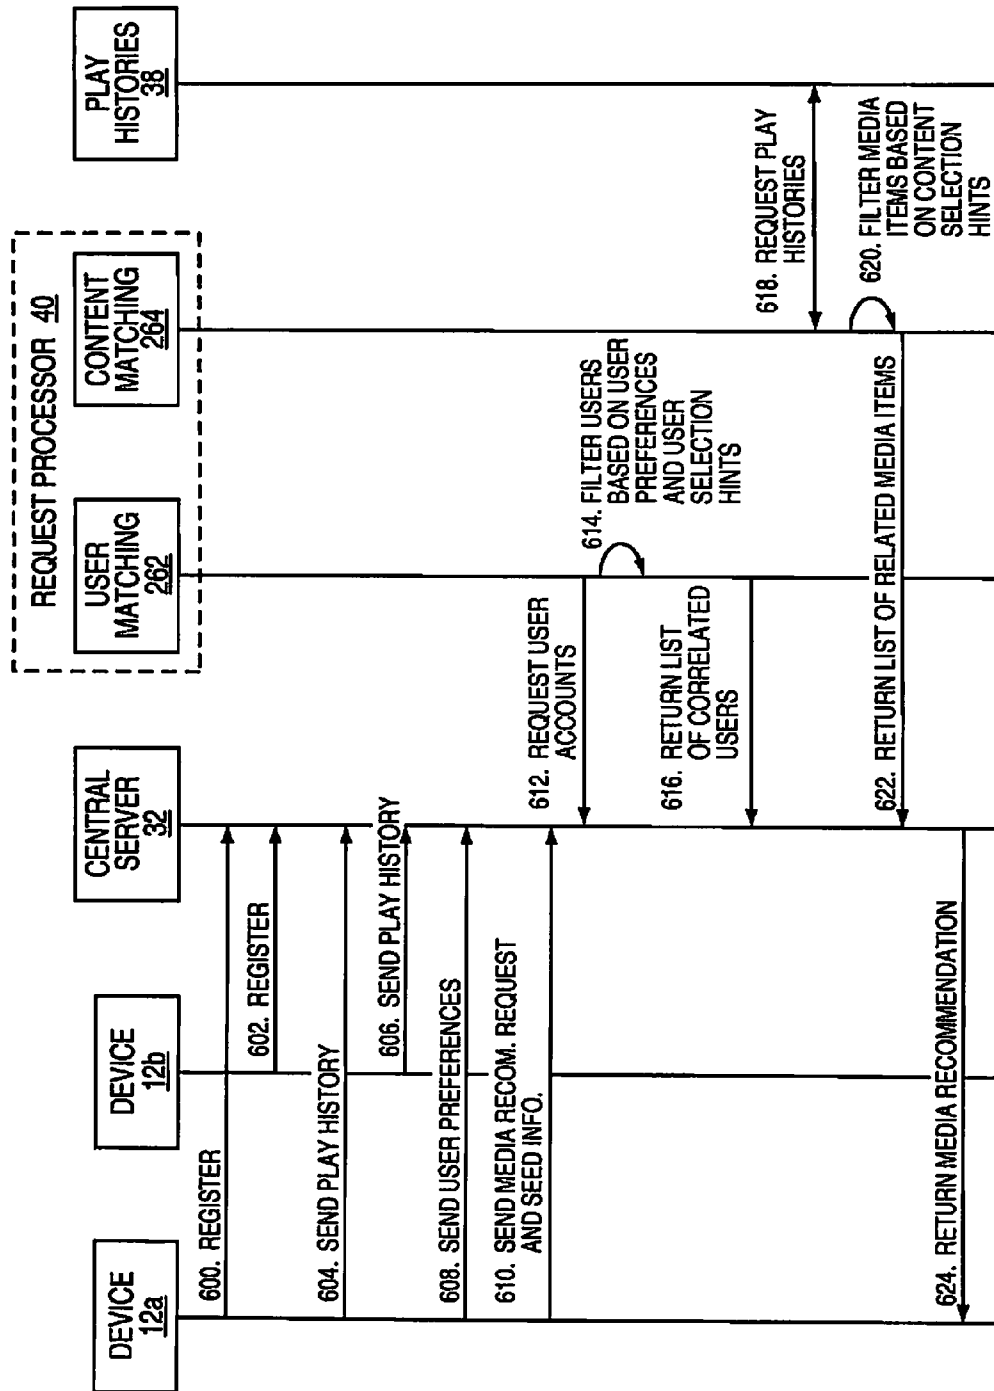 DEVICE
12a
DEVICE
12b
CENTRAL
SERVER
32
REQUEST PROCESSOR 40
USER
MATCHING
262
CONTENT
MATCHING
264
PLAY
HISTORIES
38
600. REGISTER
602. REGISTER
604. SEND PLAY HISTORY
606. SEND PLAY HISTORY
608. SEND USER PREFERENCES
610. SEND MEDIA RECOM. REQUEST
AND SEED INFO.
612. REQUEST USER
ACCOUNTS
614. FILTER USERS
BASED ON USER
PREFERENCES
AND USER
SELECTION
HINTS
616. RETURN LIST
OF CORRELATED
USERS
618. REQUEST PLAY
HISTORIES
620. FILTER MEDIA
ITEMS BASED
ON CONTENT
SELECTION
HINTS
622. RETURN LIST OF RELATED MEDIA ITEMS
624. RETURN MEDIA RECOMMENDATION